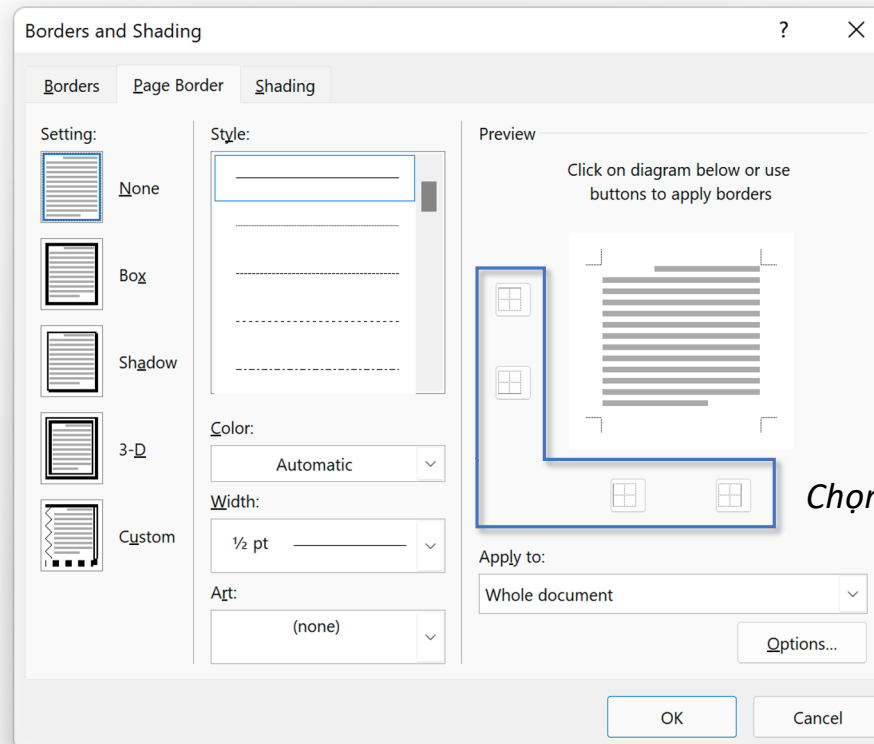 Borders and Shading
?
Borders
Page Border
Shading
Setting:
None
Box
Shadow
3-D
Custom
Style:
Color:
Automatic
Width:
½ pt
Art:
(none)
Preview
Click on diagram below or use
buttons to apply borders
Chọn
Apply to:
Whole document
Options...
OK
Cancel